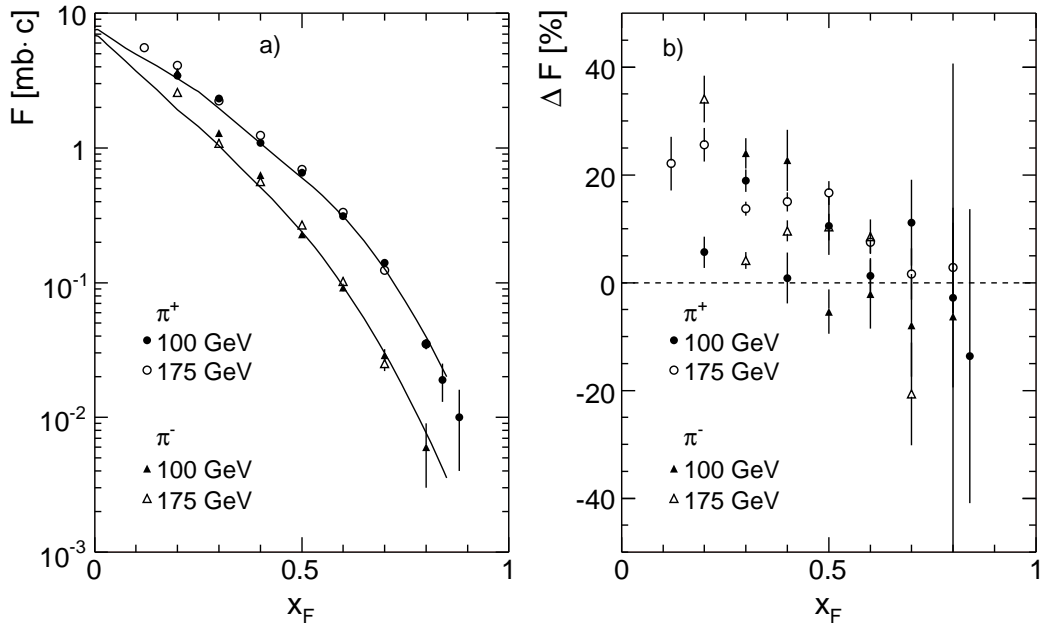 F [mb·c]
a)
10
1
10⁻¹
10⁻²
10⁻³
π⁺
100 GeV
175 GeV
π⁻
100 GeV
175 GeV
0 0.5 1
x_F
Δ F [%]
b)
40
20
0
-20
-40
π⁺
100 GeV
175 GeV
π⁻
100 GeV
175 GeV
0 0.5 1
x_F